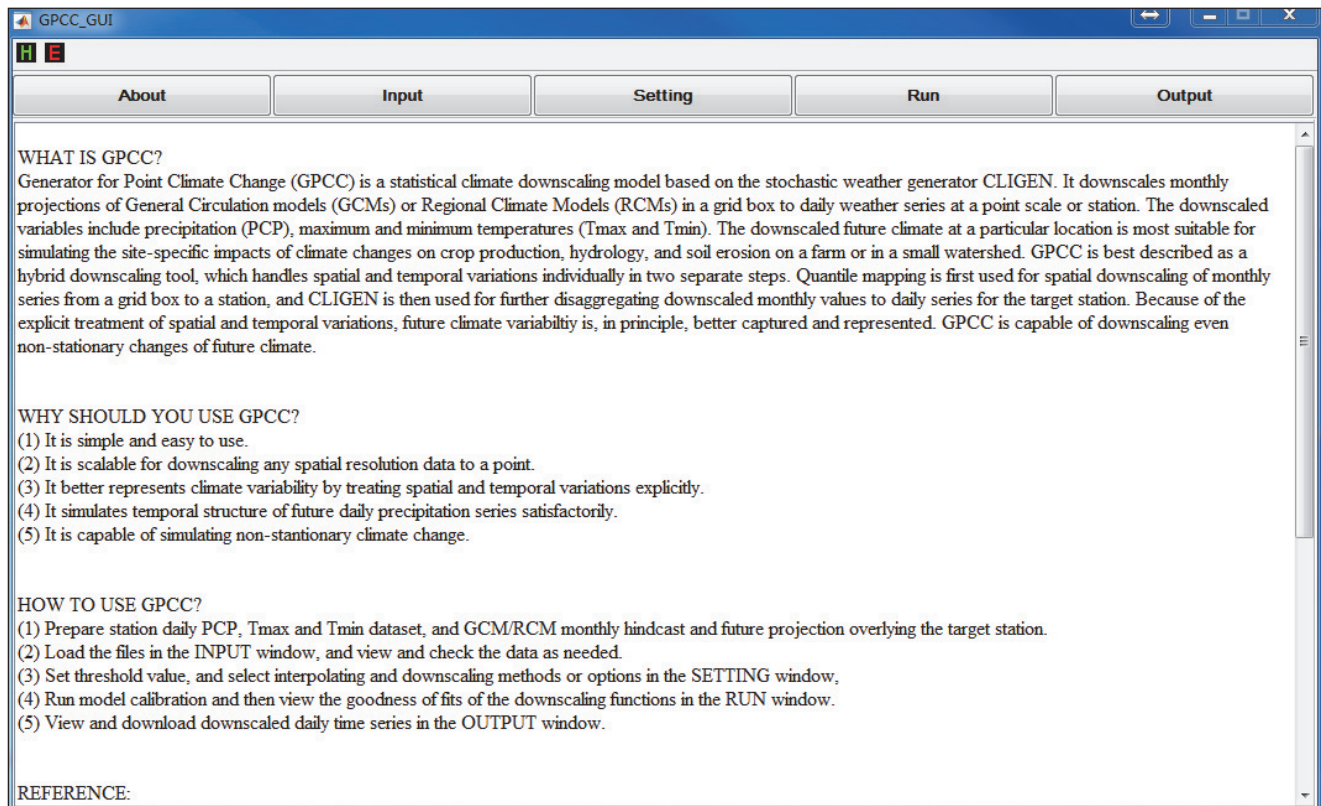 GPCC_GUI
H E
About Input Setting Run Output
WHAT IS GPCC?
Generator for Point Climate Change (GPCC) is a statistical climate downscaling model based on the stochastic weather generator CLIGEN. It downscales monthly
projections of General Circulation models (GCMs) or Regional Climate Models (RCMs) in a grid box to daily weather series at a point scale or station. The downscaled
variables include precipitation (PCP), maximum and minimum temperatures (Tmax and Tmin). The downscaled future climate at a particular location is most suitable for
simulating the site-specific impacts of climate changes on crop production, hydrology, and soil erosion on a farm or in a small watershed. GPCC is best described as a
hybrid downscaling tool, which handles spatial and temporal variations individually in two separate steps. Quantile mapping is first used for spatial downscaling of monthly
series from a grid box to a station, and CLIGEN is then used for further disaggregating downscaled monthly values to daily series for the target station. Because of the
explicit treatment of spatial and temporal variations, future climate variabiltiy is, in principle, better captured and represented. GPCC is capable of downscaling even
non-stationary changes of future climate.
WHY SHOULD YOU USE GPCC?
(1) It is simple and easy to use.
(2) It is scalable for downscaling any spatial resolution data to a point.
(3) It better represents climate variability by treating spatial and temporal variations explicitly.
(4) It simulates temporal structure of future daily precipitation series satisfactorily.
(5) It is capable of simulating non-stantionary climate change.
HOW TO USE GPCC?
(1) Prepare station daily PCP, Tmax and Tmin dataset, and GCM/RCM monthly hindcast and future projection overlying the target station.
(2) Load the files in the INPUT window, and view and check the data as needed.
(3) Set threshold value, and select interpolating and downscaling methods or options in the SETTING window,
(4) Run model calibration and then view the goodness of fits of the downscaling functions in the RUN window.
(5) View and download downscaled daily time series in the OUTPUT window.
REFERENCE: